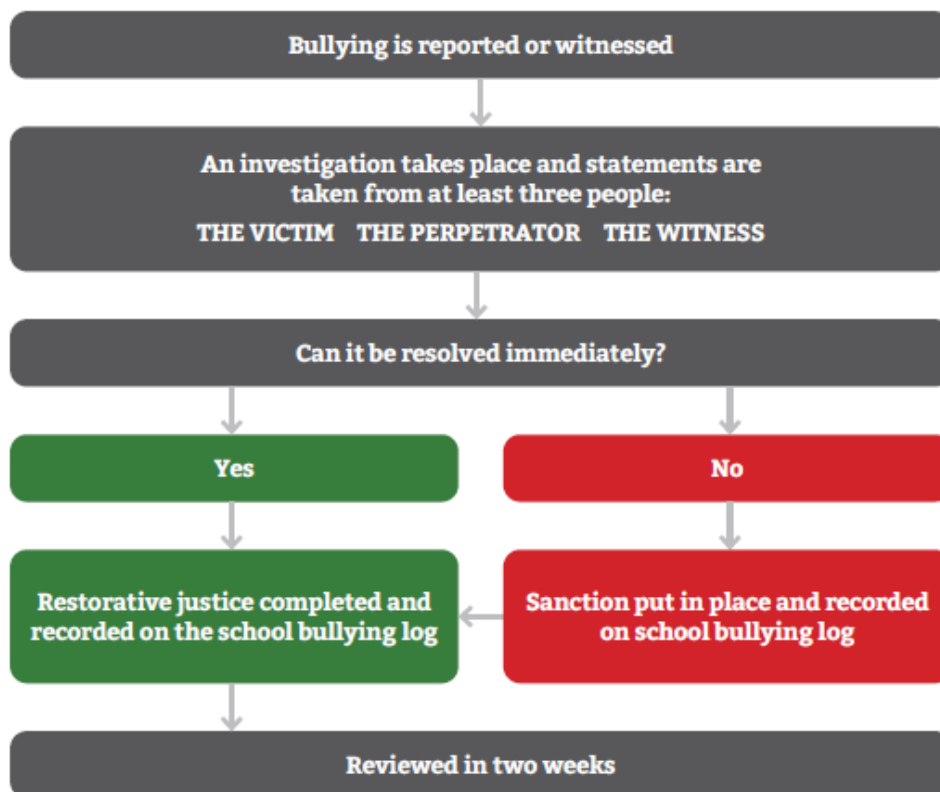 Bullying is reported or witnessed
An investigation takes place and statements are
taken from at least three people:
THE VICTIM THE PERPETRATOR THE WITNESS
Can it be resolved immediately?
Yes
No
Restorative justice completed and
recorded on the school bullying log
Sanction put in place and recorded
on school bullying log
Reviewed in two weeks